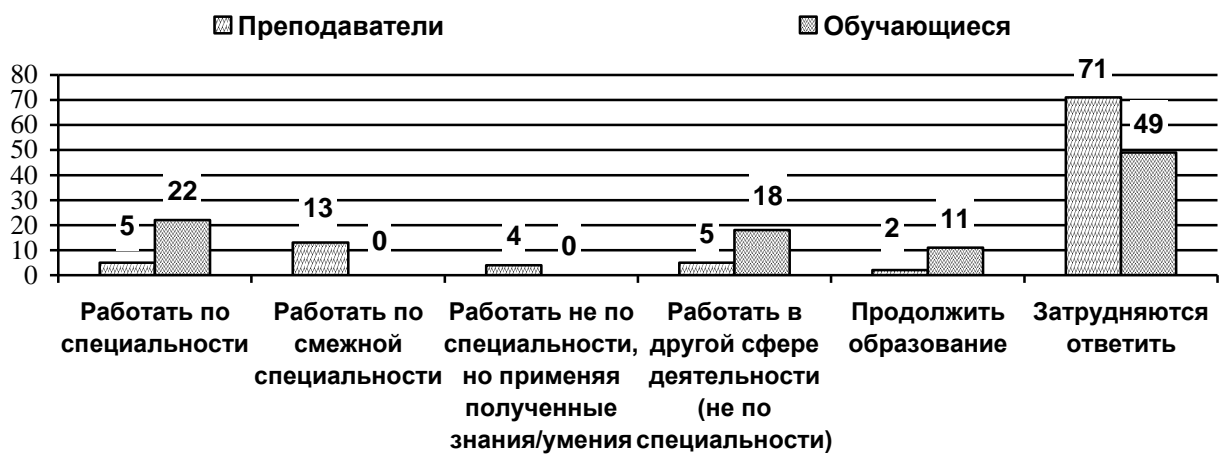 Преподаватели Обучающиеся
80
70
60
50
40
30
20
10
0
5 22 13 0 4 0 5 18 2 11 71 49
Работать по специальности
Работать по смежной специальности
Работать не по специальности, но применяя полученные знания/умения
Работать в другой сфере деятельности (не по специальности)
Продолжить образование
Затрудняются ответить